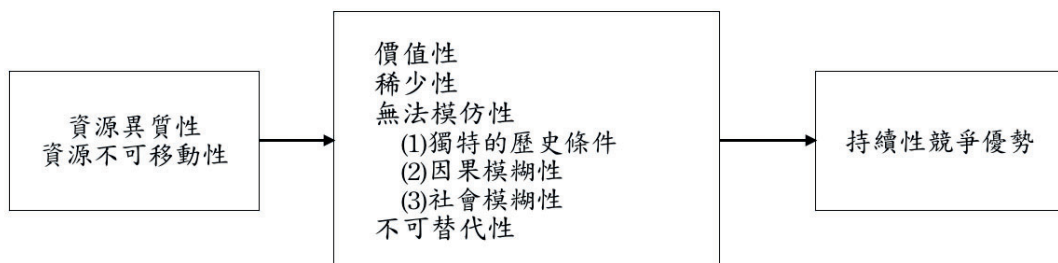 資源異質性
資源不可移動性
價值性
稀少性
無法模仿性
(1)獨特的歷史條件
(2)因果模糊性
(3)社會模糊性
不可替代性
持續性競爭優勢